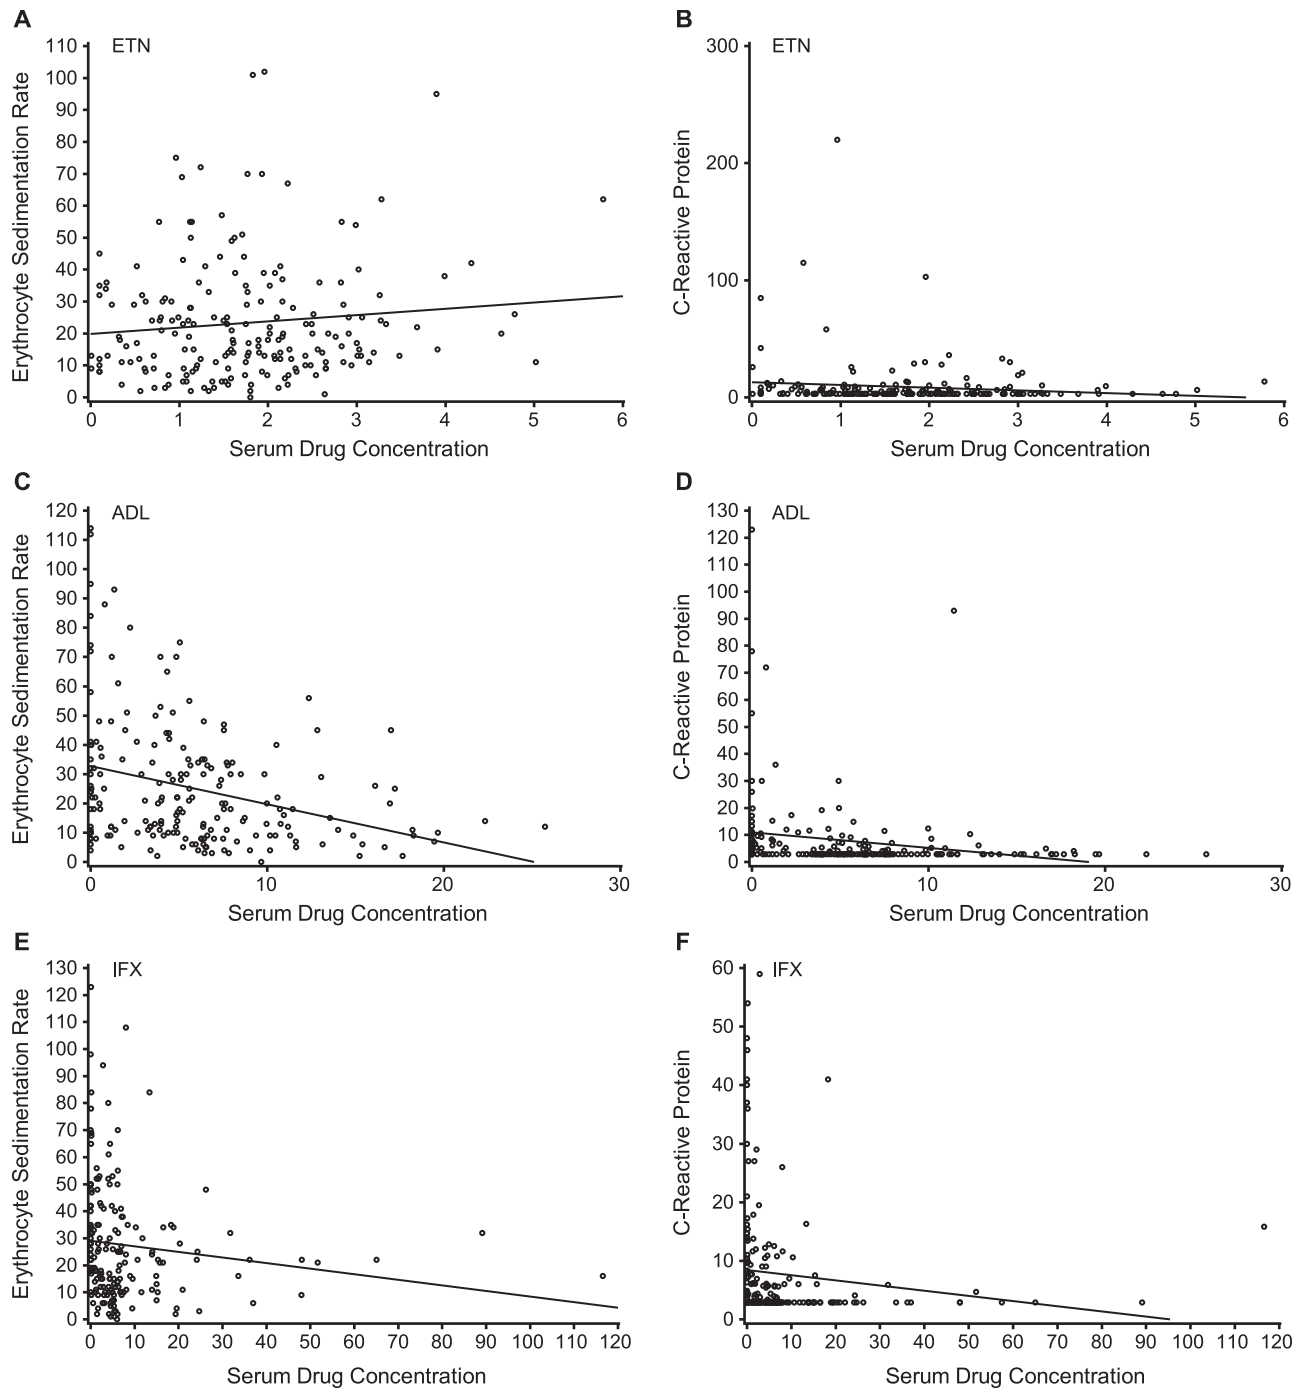 A
B
ETN
ETN
Erythrocyte Sedimentation Rate
110
100
90
80
70
60
50
40
30
20
10
0
0 1 2 3 4 5 6
Serum Drug Concentration
C-Reactive Protein
300
200
100
0
0 1 2 3 4 5 6
Serum Drug Concentration
C
D
ADL
ADL
Erythrocyte Sedimentation Rate
120
110
100
90
80
70
60
50
40
30
20
10
0
0 10 20 30
Serum Drug Concentration
C-Reactive Protein
130
120
110
100
90
80
70
60
50
40
30
20
10
0
0 10 20 30
Serum Drug Concentration
E
F
IFX
IFX
Erythrocyte Sedimentation Rate
130
120
110
100
90
80
70
60
50
40
30
20
10
0
0 10 20 30 40 50 60 70 80 90 100 110 120
Serum Drug Concentration
C-Reactive Protein
60
50
40
30
20
10
0
0 10 20 30 40 50 60 70 80 90 100 110 120
Serum Drug Concentration